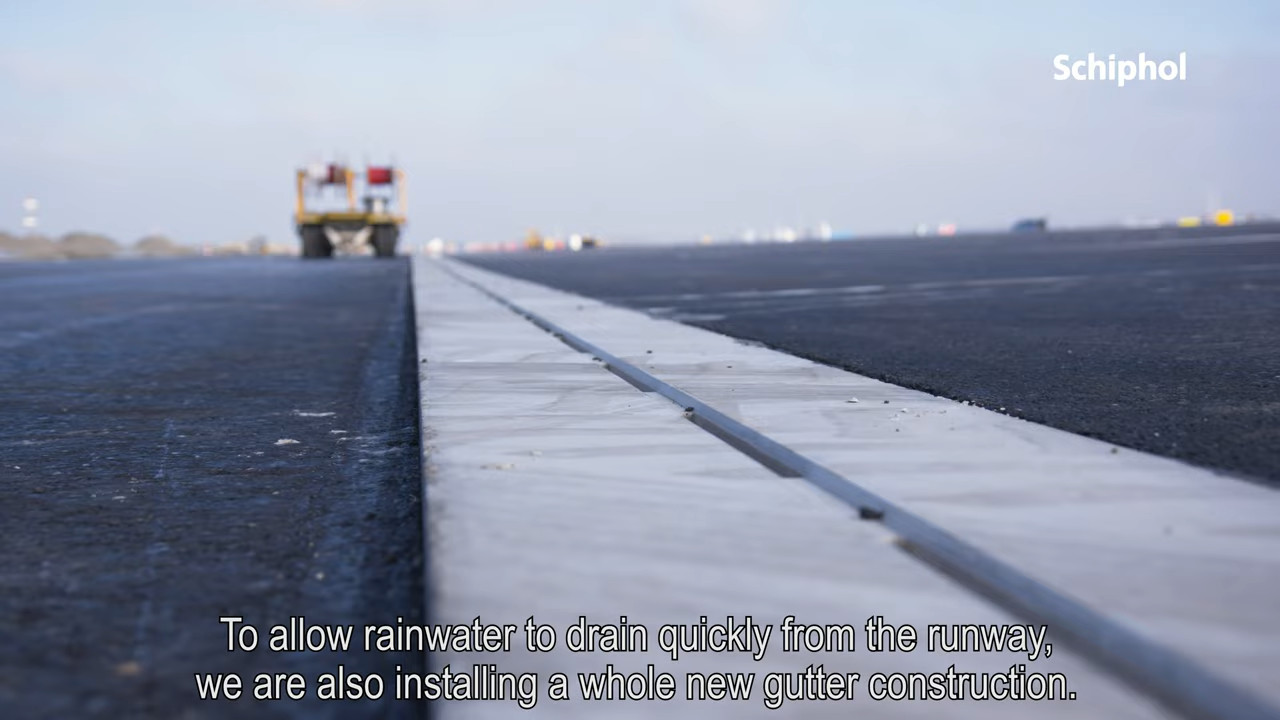 Schiphol
To allow rainwater to drain quickly from the runway,
we are also installing a whole new gutter construction.